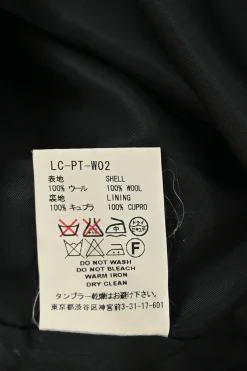 LC-PT-W02
表地 SHELL
100% ウール 100% WOOL
裏地 LINING
100% キュプラ 100% CUPRO
ドライ
F
DO NOT WASH
DO NOT BLEACH
WARM IRON
DRY CLEAN
タンブラー乾燥はお避け下さい。
東京都渋谷区神宮前3-31-17-601